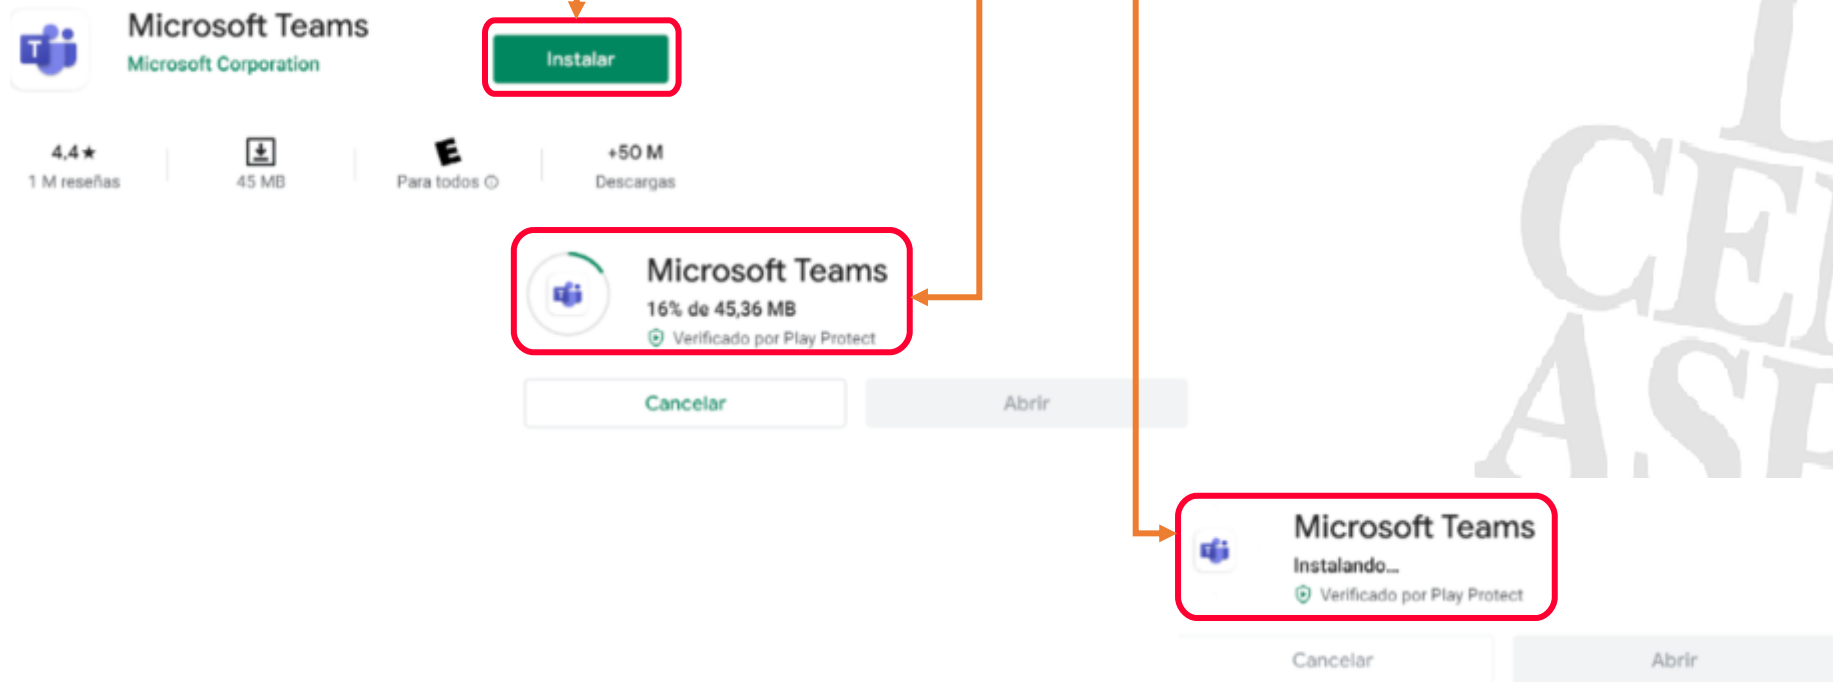 Microsoft Teams
Microsoft Corporation
Instalar
4,4★
1 M reseñas
45 MB
E
Para todos
+50 M
Descargas
Microsoft Teams
16% de 45,36 MB
Verificado por Play Protect
Cancelar
Abrir
Microsoft Teams
Instalando...
Verificado por Play Protect
Cancelar
Abrir